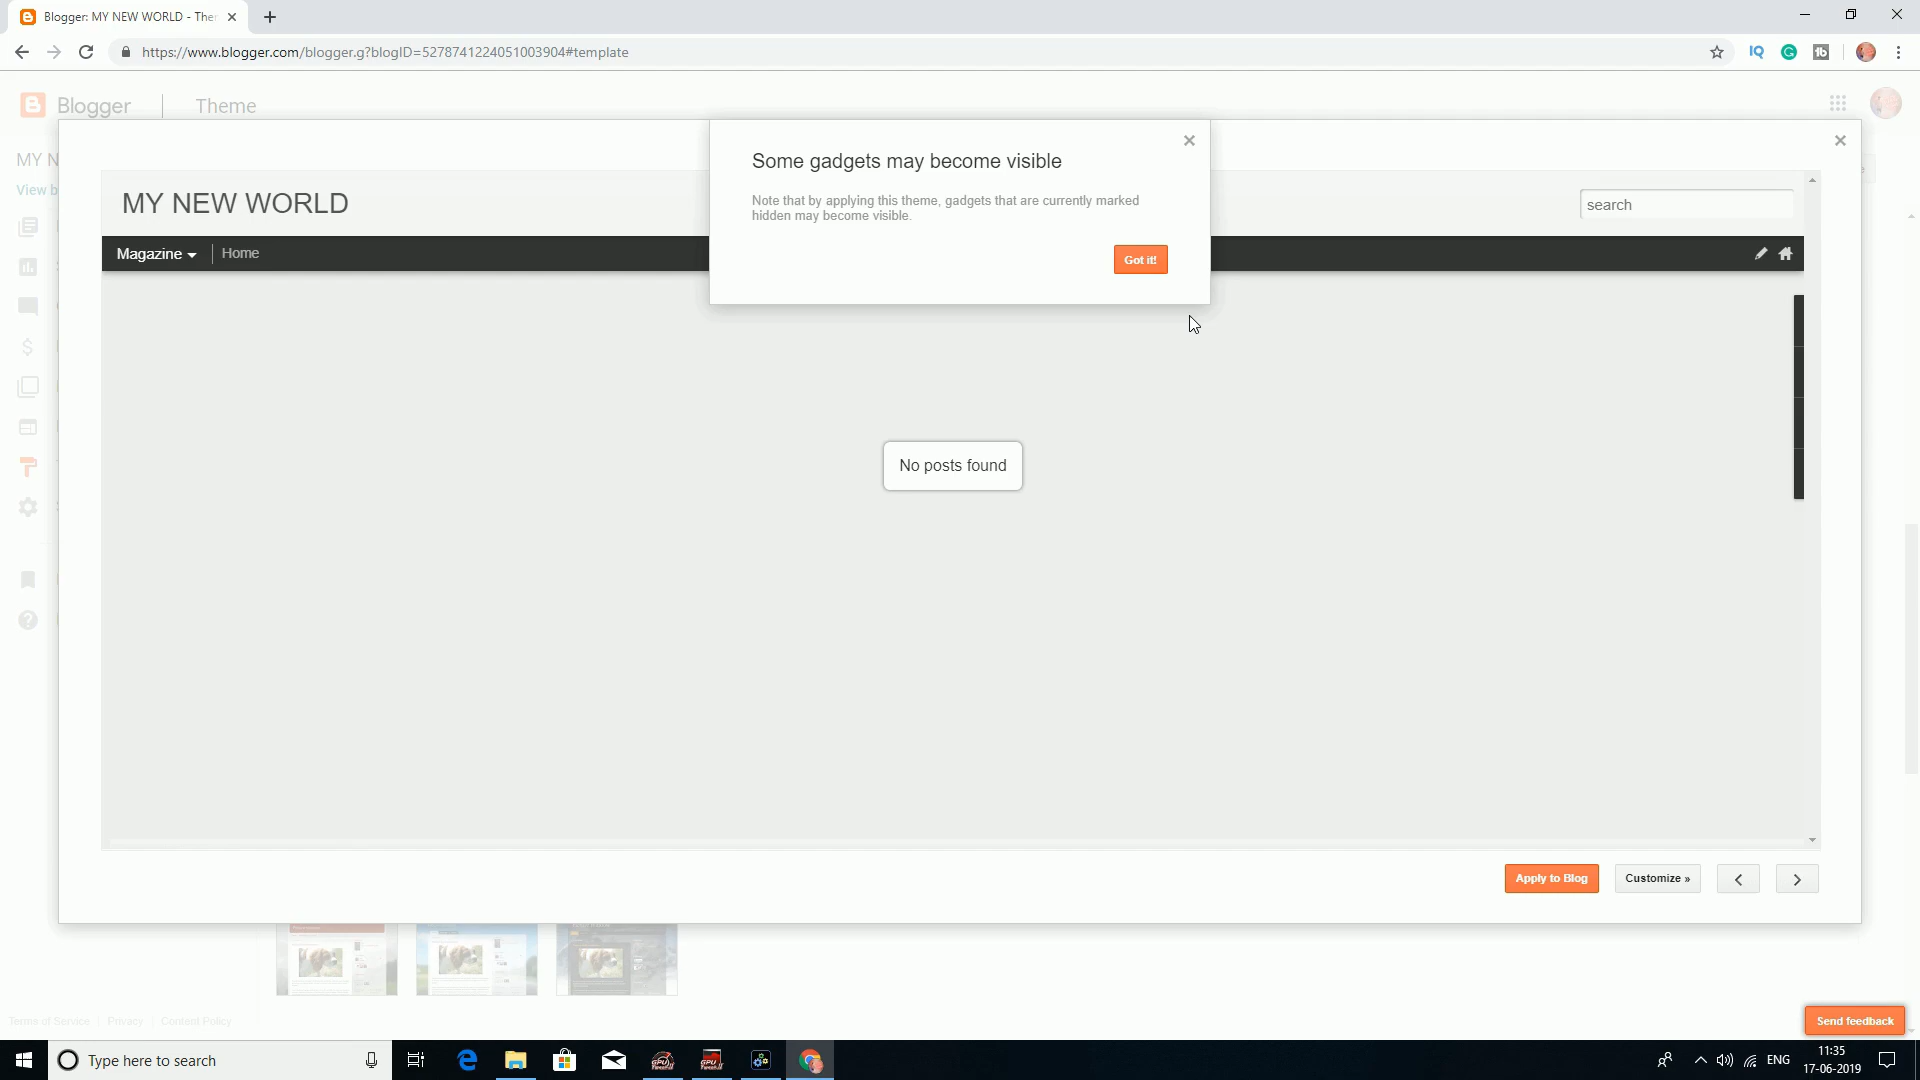 Blogger: MY NEW WORLD - The
https://www.blogger.com/blogger.g?blogID=5278741224051003904#template
IQ
Blogger
Theme
MY N
View b
Some gadgets may become visible
Note that by applying this theme, gadgets that are currently marked
hidden may become visible.
Got it!
MY NEW WORLD
search
Magazine
Home
No posts found
Apply to Blog
Customize »
Terms of Service
Privacy
Content Policy
Send feedback
Type here to search
ENG
11:35
17-06-2019